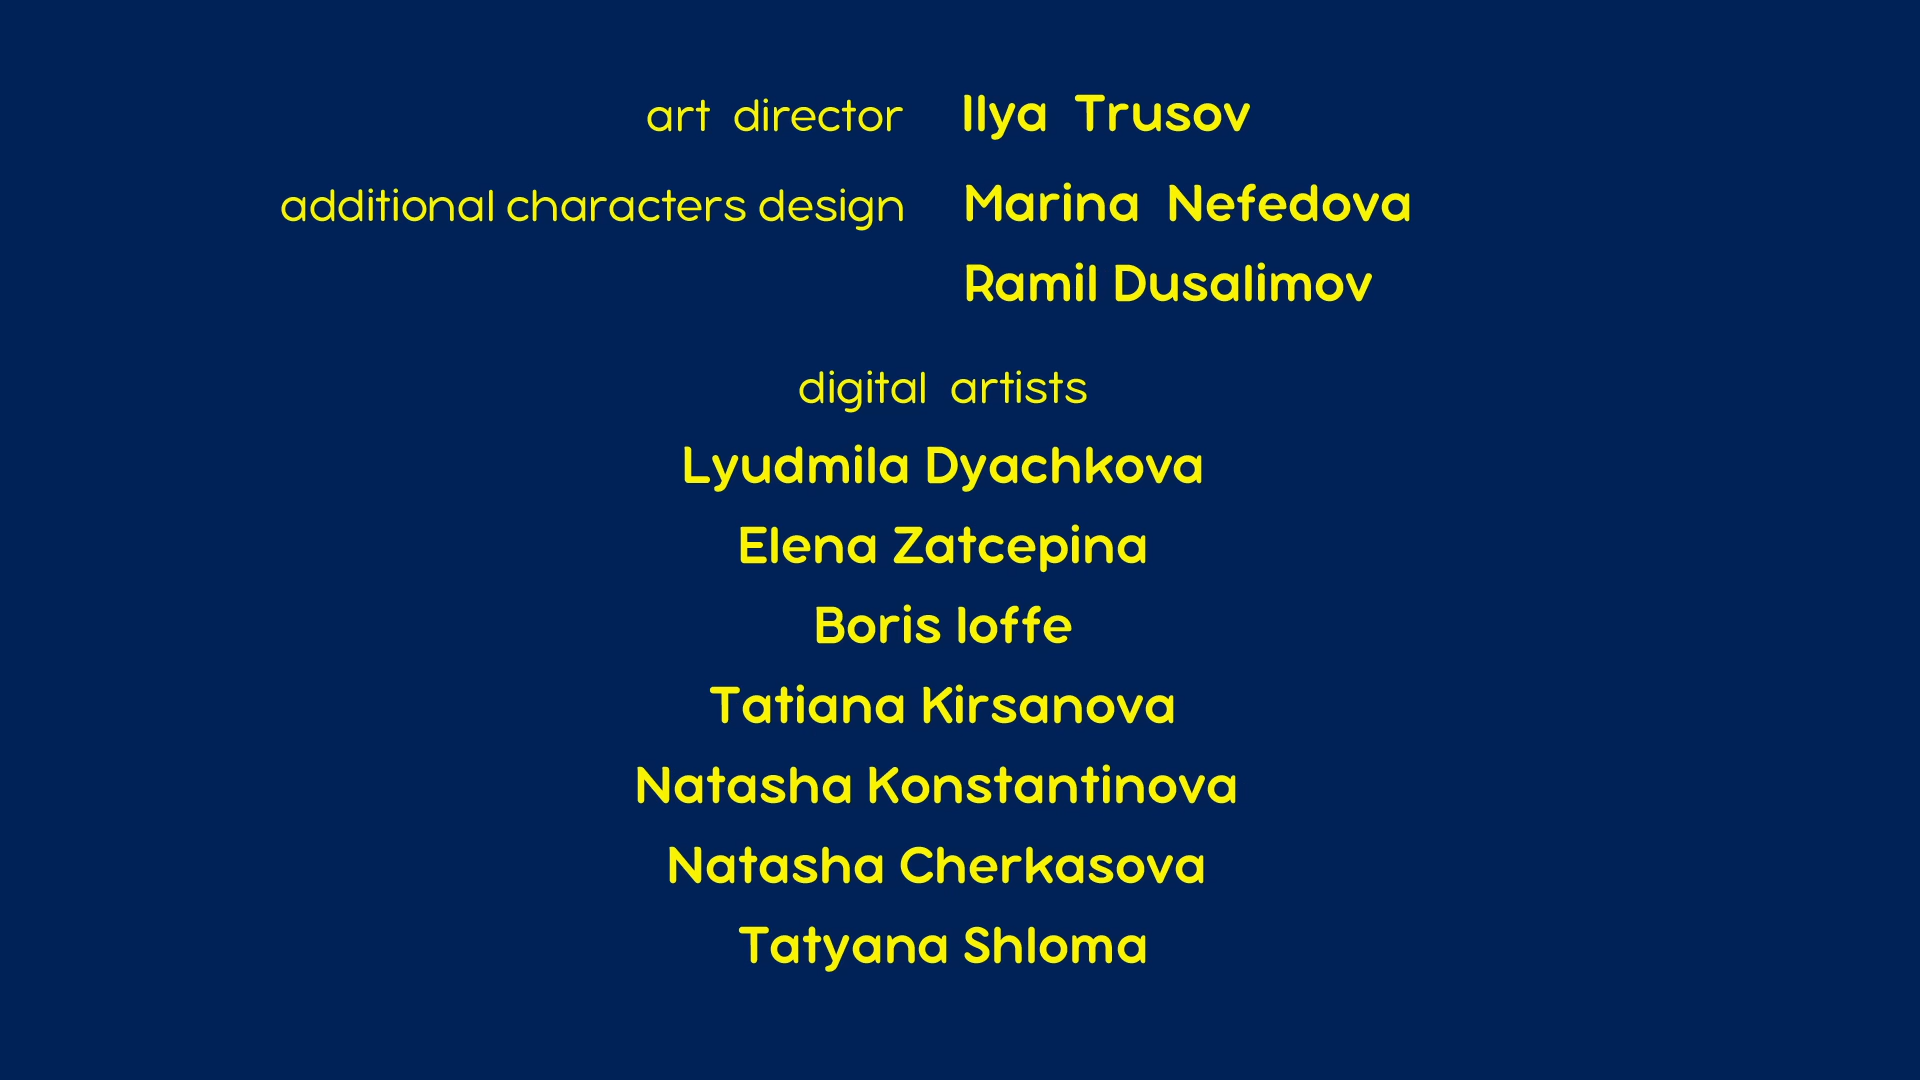 art director Ilya Trusov
additional characters design Marina Nefedova
Ramil Dusalimov
digital artists
Lyudmila Dyachkova
Elena Zatcepina
Boris Ioffe
Tatiana Kirsanova
Natasha Konstantinova
Natasha Cherkasova
Tatyana Shloma